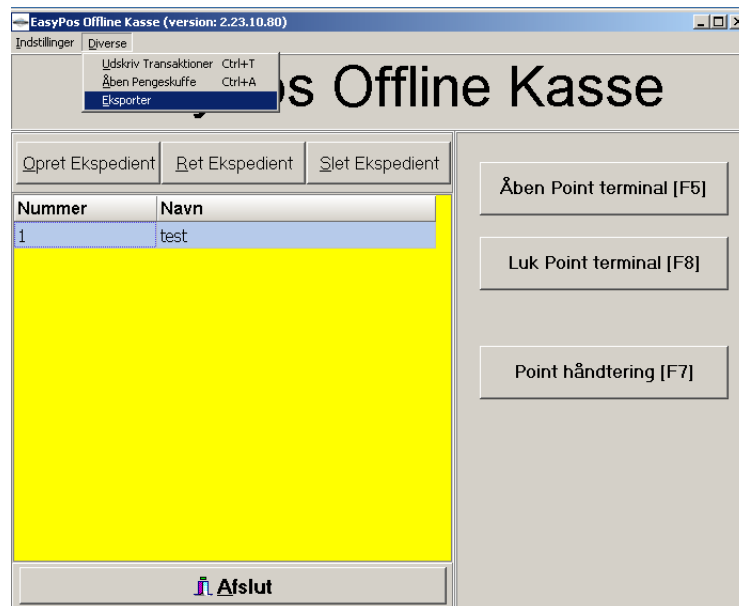 EasyPos Offline Kasse (version: 2.23.10.80)
Indstillinger Diverse
Udskriv Transaktioner Ctrl+T
Åben Pengeskuffe Ctrl+A
Eksporter
s Offline Kasse
Opret Ekspedient Ret Ekspedient Slet Ekspedient
Nummer Navn
1 test
Åben Point terminal [F5]
Luk Point terminal [F8]
Point håndtering [F7]
Afslut